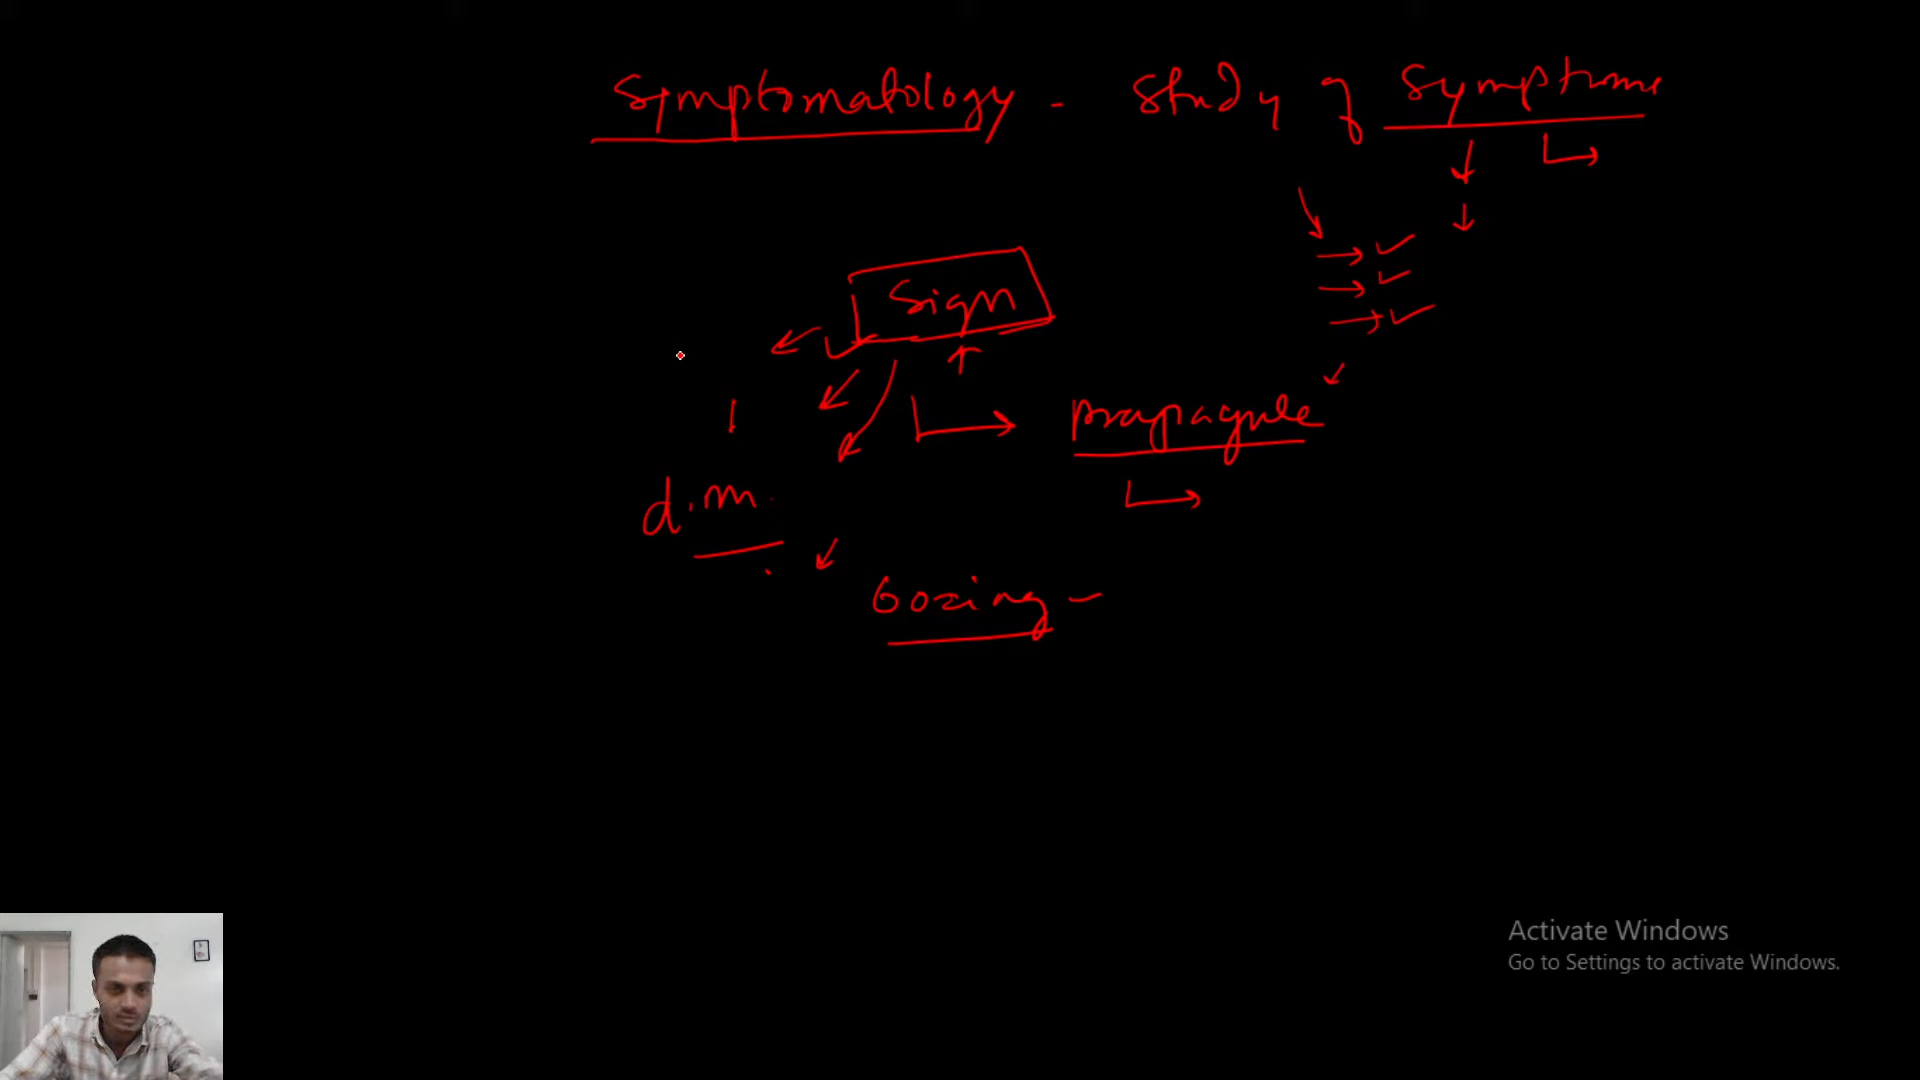 Symptomatology - Study of Symptoms
Sign
propagule
d.m.
Oozing -
Activate Windows
Go to Settings to activate Windows.